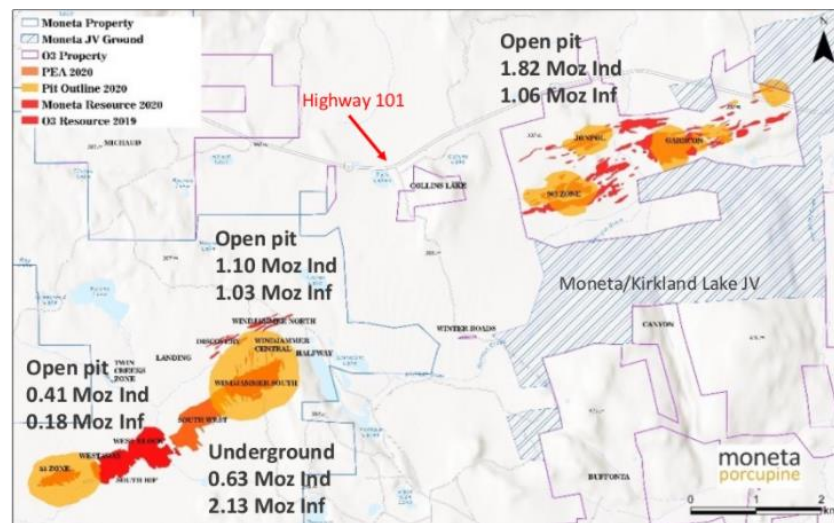 Moneta Property
Moneta JV Ground
O3 Property
PEA 2020
Pit Outline 2020
Moneta Resource 2020
O3 Resource 2019
MICHAUD
Highway 101
Open pit
1.82 Moz Ind
1.06 Moz Inf
JONPOL
GARRISON
903 ZONE
COLLINS LAKE
Moneta/Kirkland Lake JV
Open pit
1.10 Moz Ind
1.03 Moz Inf
WINDJAMMER NORTH
DISCOVERY
WINDJAMMER
CENTRAL
HALFWAY
WINDJAMMER SOUTH
LANDING
TWIN
CREEKS
ZONE
WINTER ROADS
CANYON
Open pit
0.41 Moz Ind
0.18 Moz Inf
SOUTH WEST
WEST BLOCK
WESTAWAY
55 ZONE
SOUTH RIF
Underground
0.63 Moz Ind
2.13 Moz Inf
BUFFONTA
moneta
porcupine
0 1 2